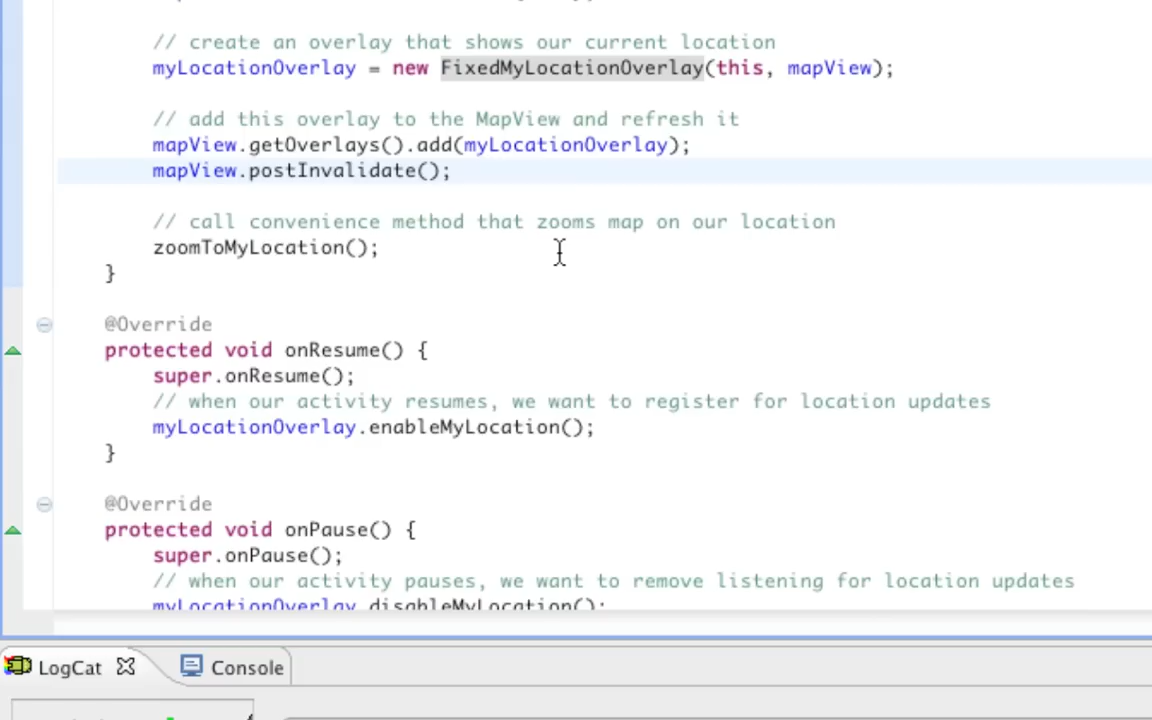 // create an overlay that shows our current location
myLocationOverlay = new FixedMyLocationOverlay(this, mapView);
// add this overlay to the MapView and refresh it
mapView.getOverlays().add(myLocationOverlay);
mapView.postInvalidate();
// call convenience method that zooms map on our location
zoomToMyLocation();
}
@Override
protected void onResume() {
super.onResume();
// when our activity resumes, we want to register for location updates
myLocationOverlay.enableMyLocation();
}
@Override
protected void onPause() {
super.onPause();
// when our activity pauses, we want to remove listening for location updates
myLocationOverlay.disableMyLocation();
LogCat
Console